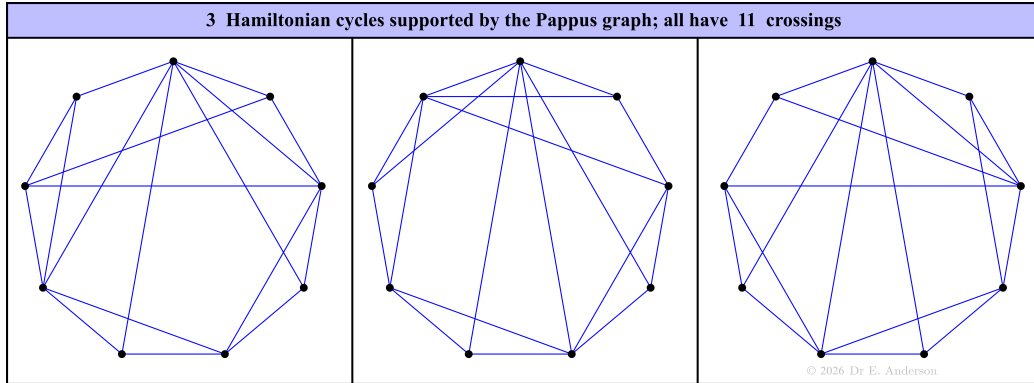 3 Hamiltonian cycles supported by the Pappus graph; all have 11 crossings
© 2026 Dr E. Anderson